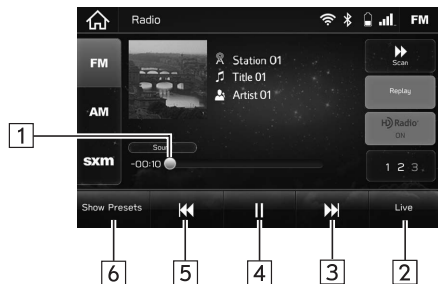 Radio FM
FM
Station 01
Title 01
Artist 01
Scan
AM
Replay
HD Radio
ON
1
sxm
-00:10
1 2 3
Show Presets
Live
6 5 4 3 2